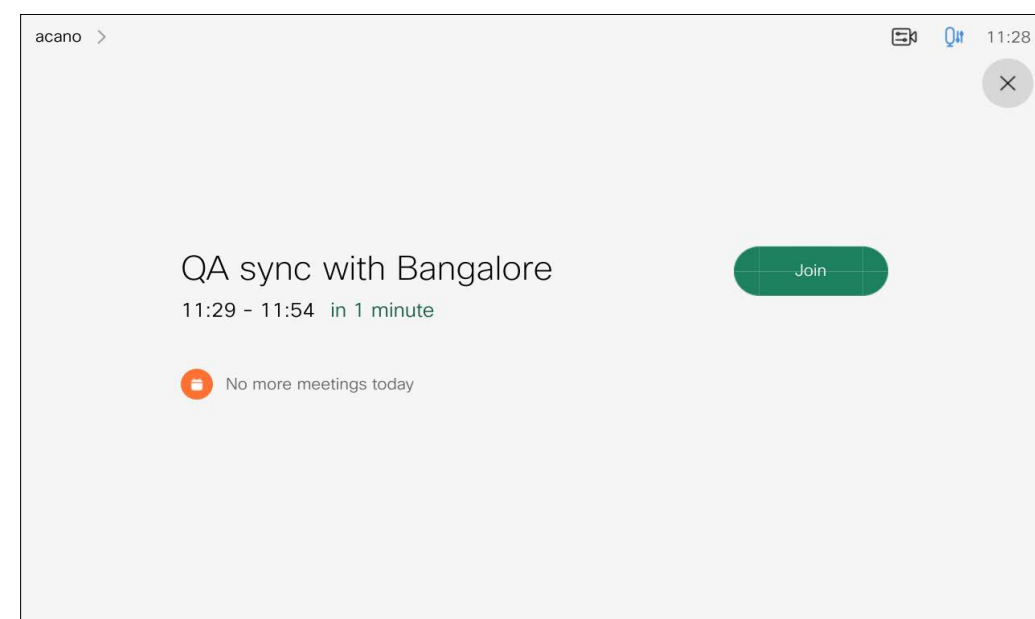 acano
11:28
QA sync with Bangalore
Join
11:29 - 11:54 in 1 minute
No more meetings today